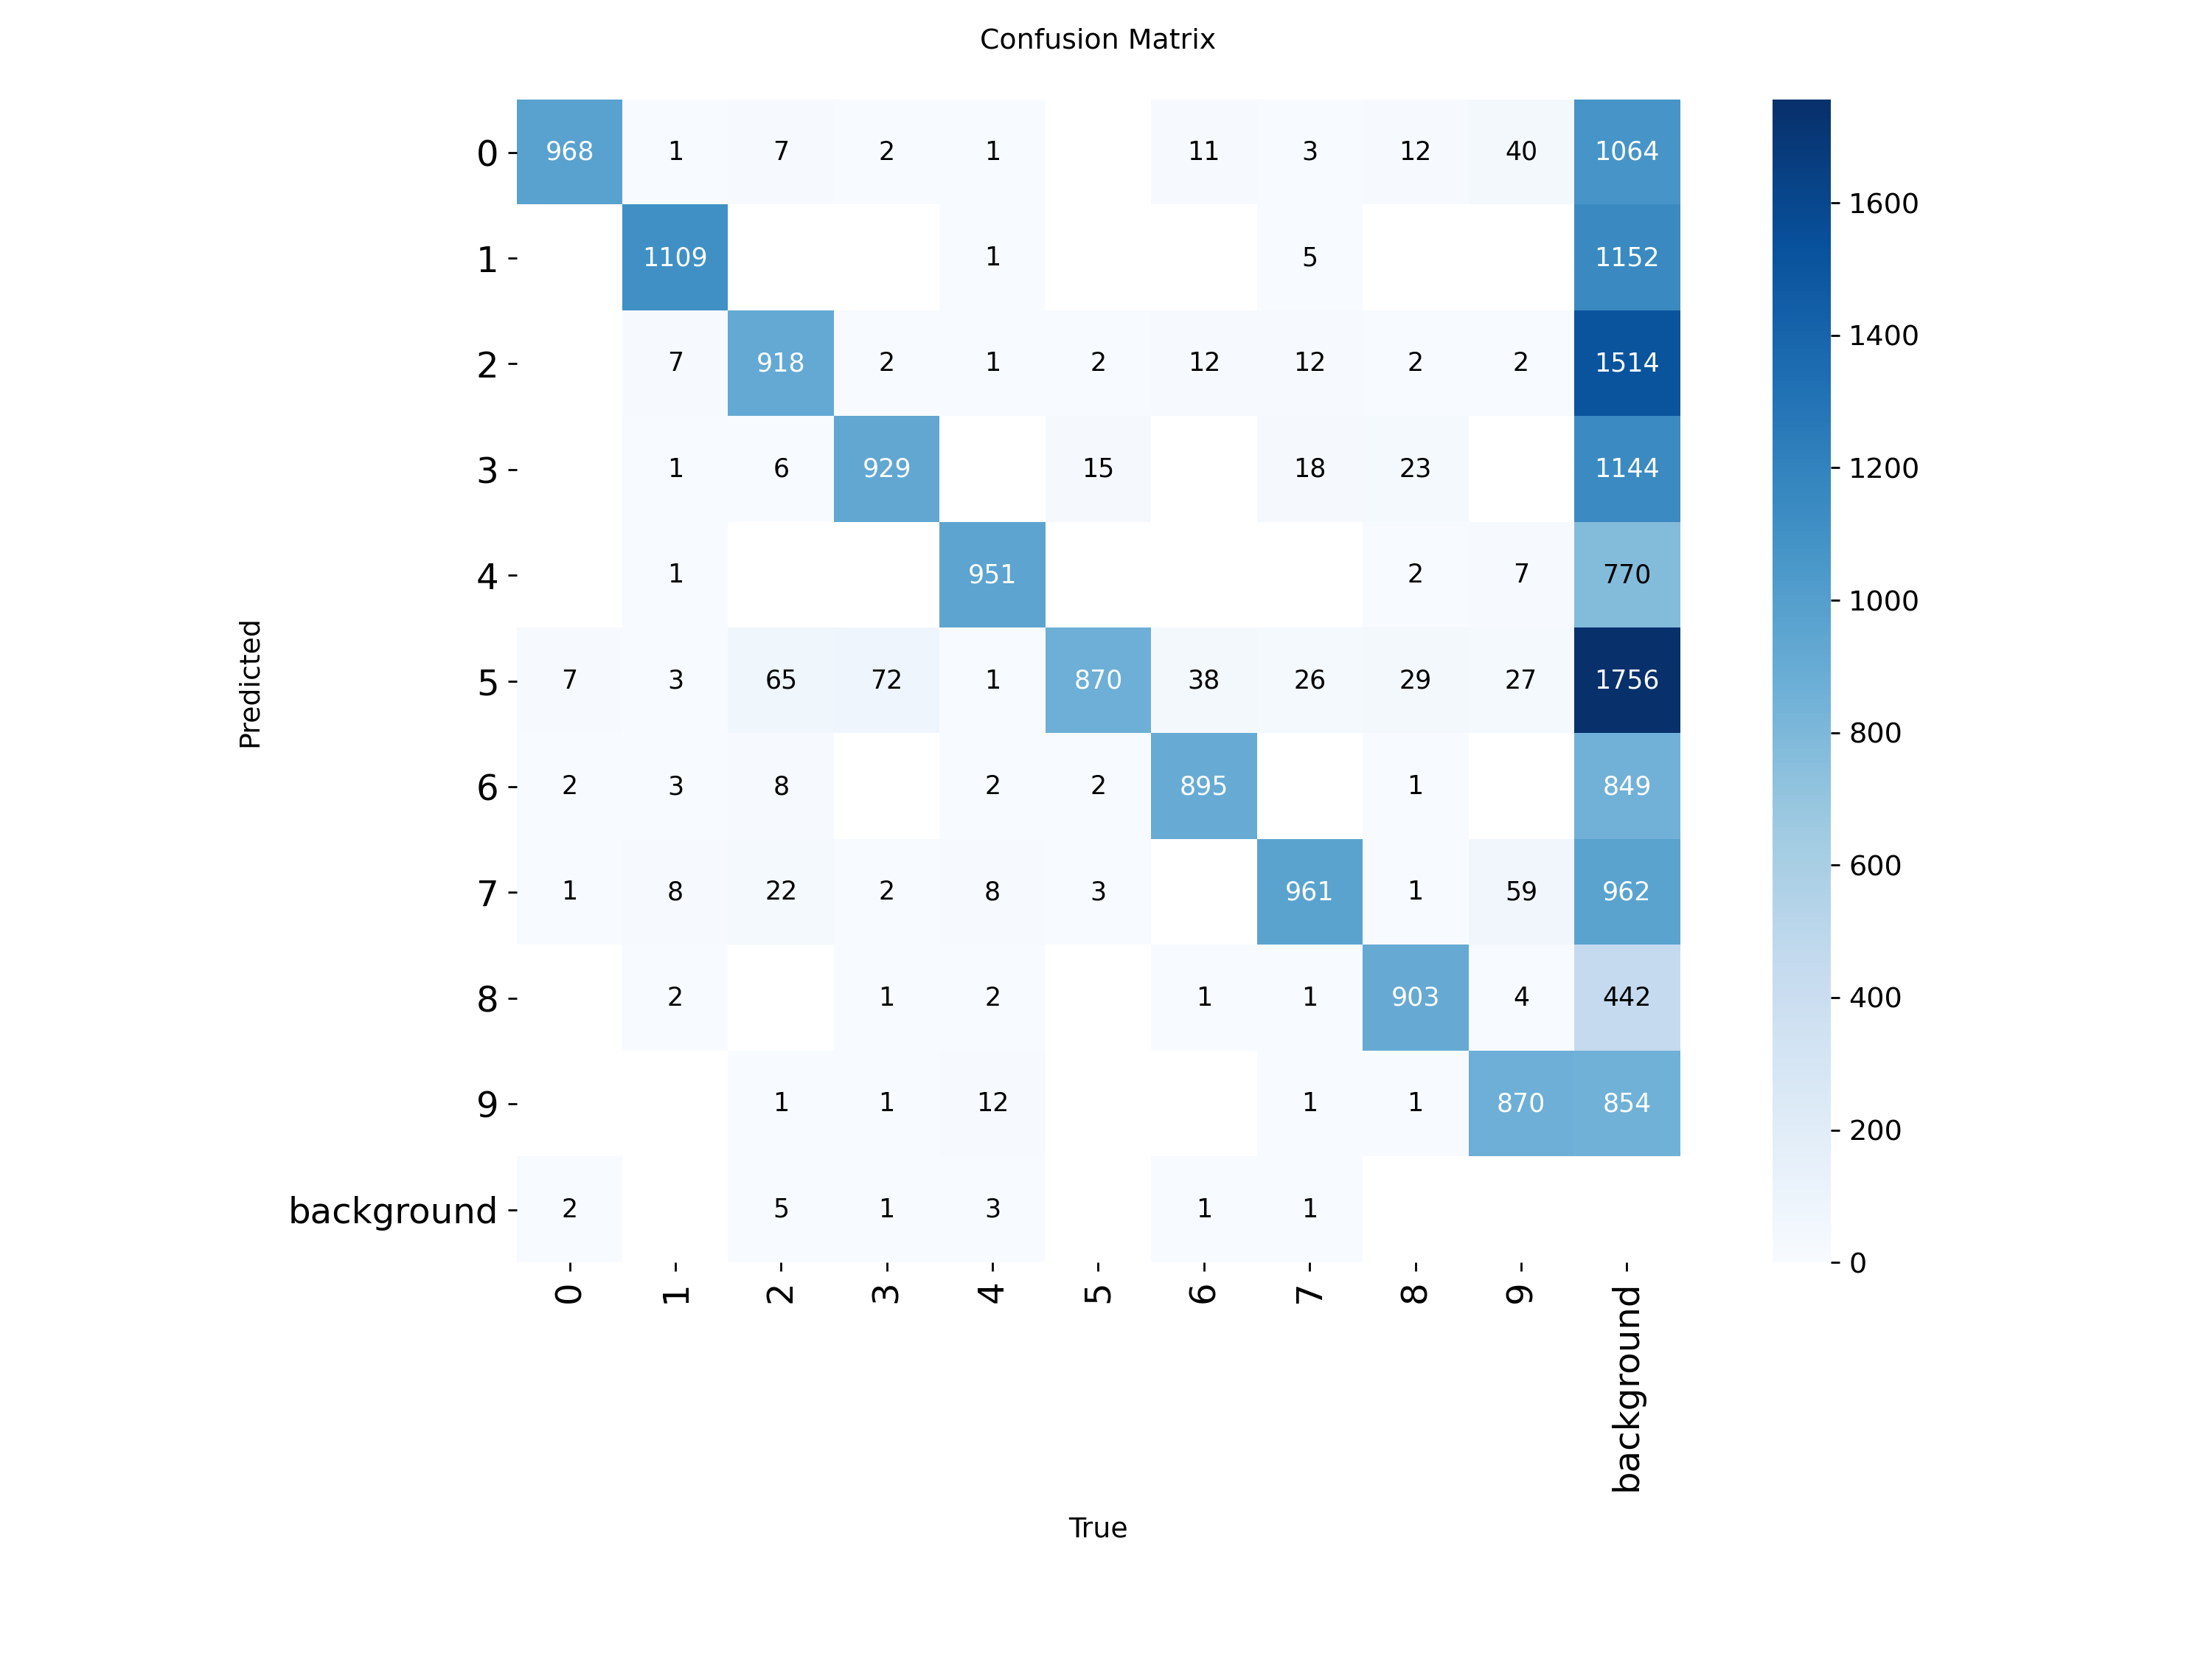 Confusion Matrix
0 968 1 7 2 1 11 3 12 40 1064
1 1109 1 5 1152
2 7 918 2 1 2 12 12 2 2 1514
3 1 6 929 15 18 23 1144
4 1 951 2 7 770
5 7 3 65 72 1 870 38 26 29 27 1756
6 2 3 8 2 2 895 1 849
7 1 8 22 2 8 3 961 1 59 962
8 2 1 2 1 1 903 4 442
9 1 1 12 1 1 870 854
background 2 5 1 3 1 1
0 1 2 3 4 5 6 7 8 9 background
True
Predicted
1600
1400
1200
1000
800
600
400
200
0